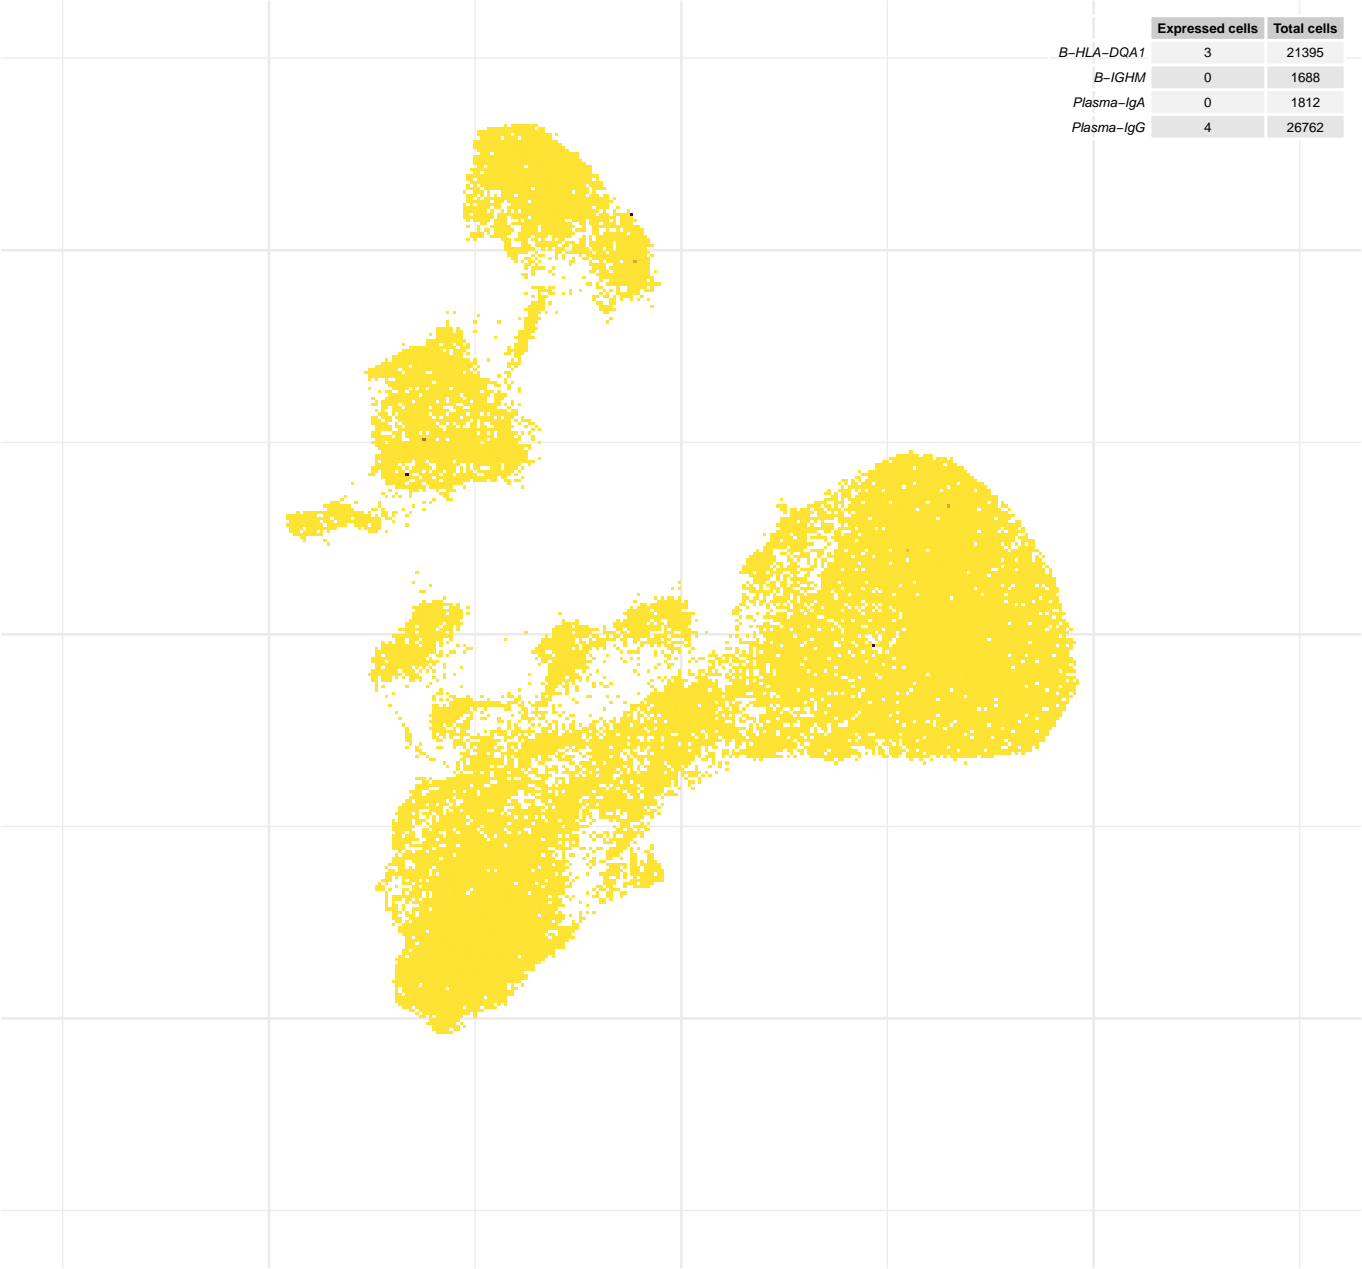 Expressed cells Total cells
B−HLA−DQA1 3 21395
B−IGHM 0 1688
Plasma−IgA 0 1812
Plasma−IgG 4 26762